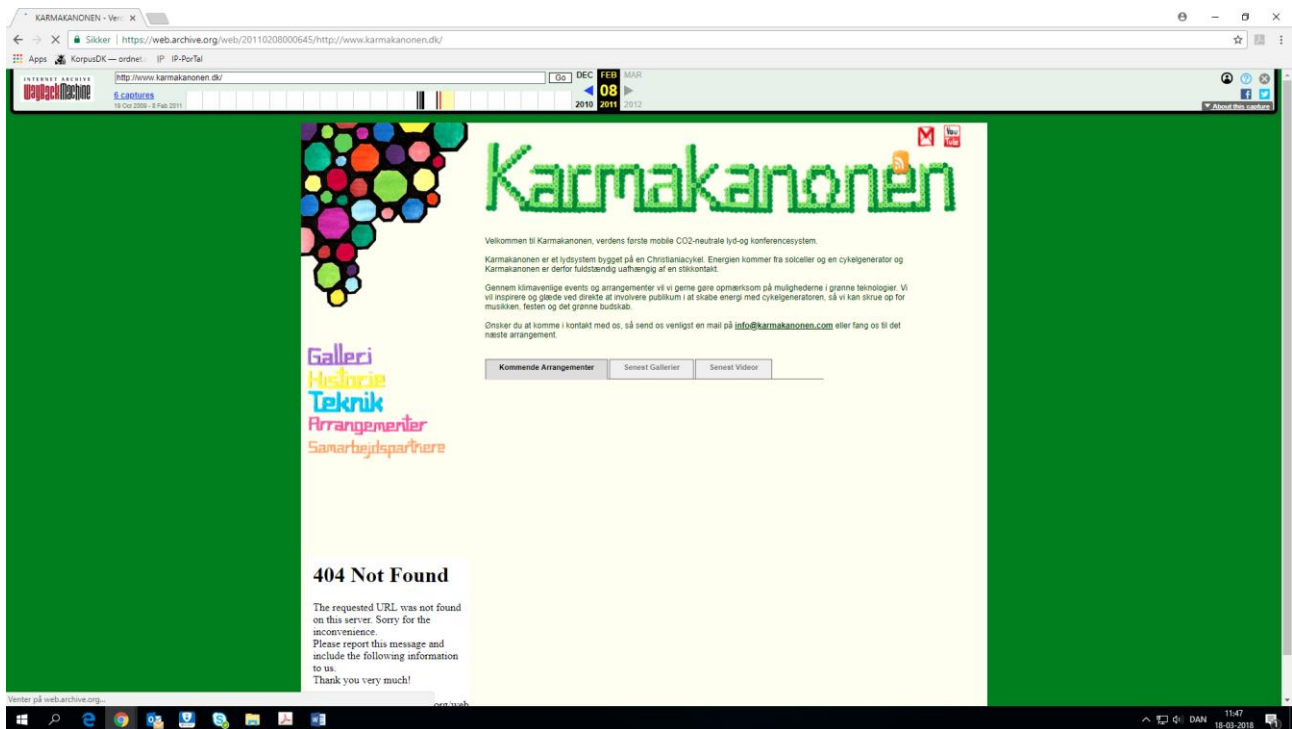 KARMAKANONEN - Ver
Sikker | https://web.archive.org/web/20110208000645/http://www.karmakanonen.dk/
Apps KorpusDK — ordnet. IP IP-PorTal
INTERNET ARCHIVE
WayBackMachine
http://www.karmakanonen.dk/ Go DEC FEB MAR
6 captures
08
18 Oct 2009 - 8 Feb 2011
2010 2011 2012
About this capture
You Tube
Karmakanonen
Velkommen til Karmakanonen, verdens første mobile CO2-neutrale lyd-og konferencesystem.
Karmakanonen er et lydsystem bygget på en Christianiacykel. Energien kommer fra solceller og en cykelgenerator og
Karmakanonen er derfor fuldstændig uafhængig af en stikkontakt.
Gennem klimavenlige events og arrangementer vil vi gerne gøre opmærksom på mulighederne i grønne teknologier. Vi
vil inspirere og glæde ved direkte at involvere publikum i at skabe energi med cykelgeneratoren, så vi kan skrue op for
musikken, festen og det grønne budskab.
Ønsker du at komme i kontakt med os, så send os venligst en mail på info@karmakanonen.com eller fang os til det
næste arrangement.
Kommende Arrangementer Senest Gallerier Senest Videor
Galleri
Historie
Teknik
Arrangementer
Samarbejdspartnere
404 Not Found
The requested URL was not found
on this server. Sorry for the
inconvenience.
Please report this message and
include the following information
to us.
Thank you very much!
org/web
Venter på web.archive.org...
DAN 11:47
18-03-2018